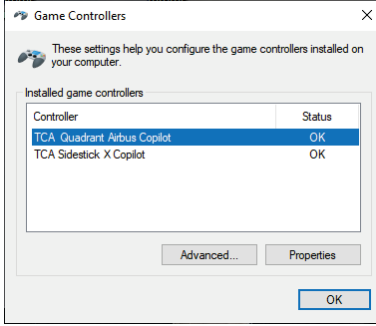 Game Controllers
These settings help you configure the game controllers installed on
your computer.
Installed game controllers
Controller Status
TCA Quadrant Airbus Copilot OK
TCA Sidestick X Copilot OK
Advanced... Properties
OK